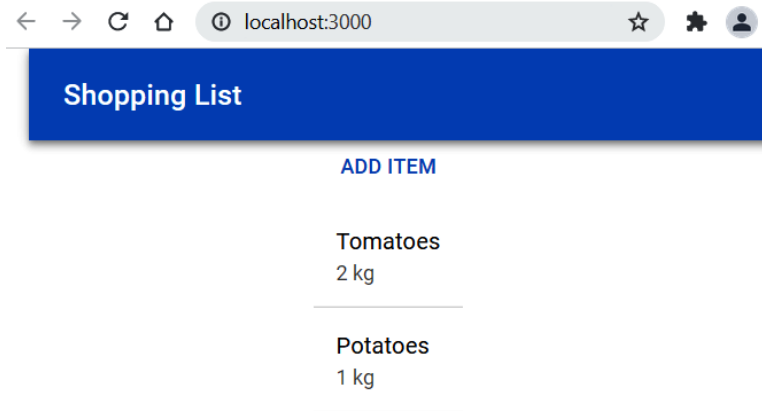 localhost:3000
Shopping List
ADD ITEM
Tomatoes
2 kg
Potatoes
1 kg